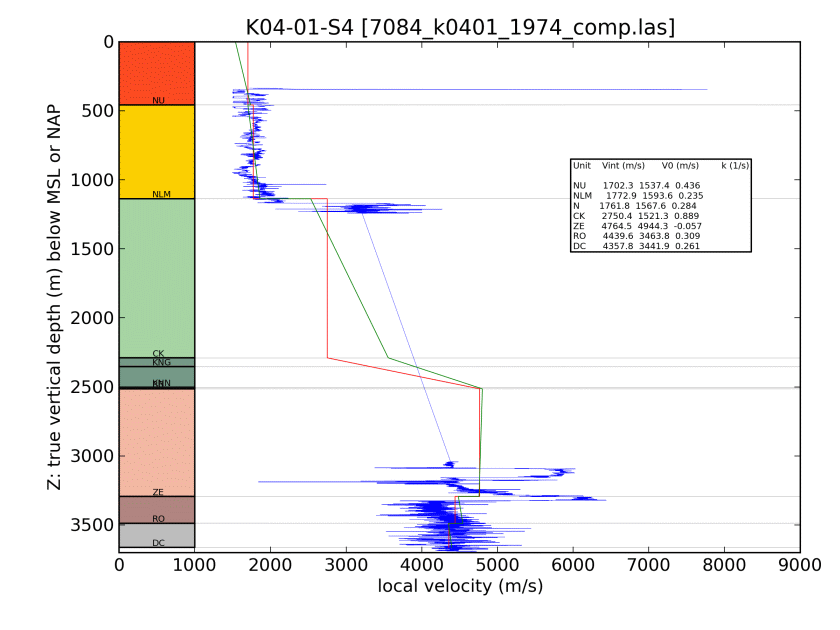 K04-01-S4 [7084_k0401_1974_comp.las]
Z: true vertical depth (m) below MSL or NAP
0
500
1000
1500
2000
2500
3000
3500
NU
NLM
CK
KNG
KNN
ZE
RO
DC
Unit Vint (m/s) V0 (m/s) k (1/s)
NU 1702.3 1537.4 0.436
NLM 1772.9 1593.6 0.235
N 1761.8 1567.6 0.284
CK 2750.4 1521.3 0.889
ZE 4764.5 4944.3 -0.057
RO 4439.6 3463.8 0.309
DC 4357.8 3441.9 0.261
0 1000 2000 3000 4000 5000 6000 7000 8000 9000
local velocity (m/s)